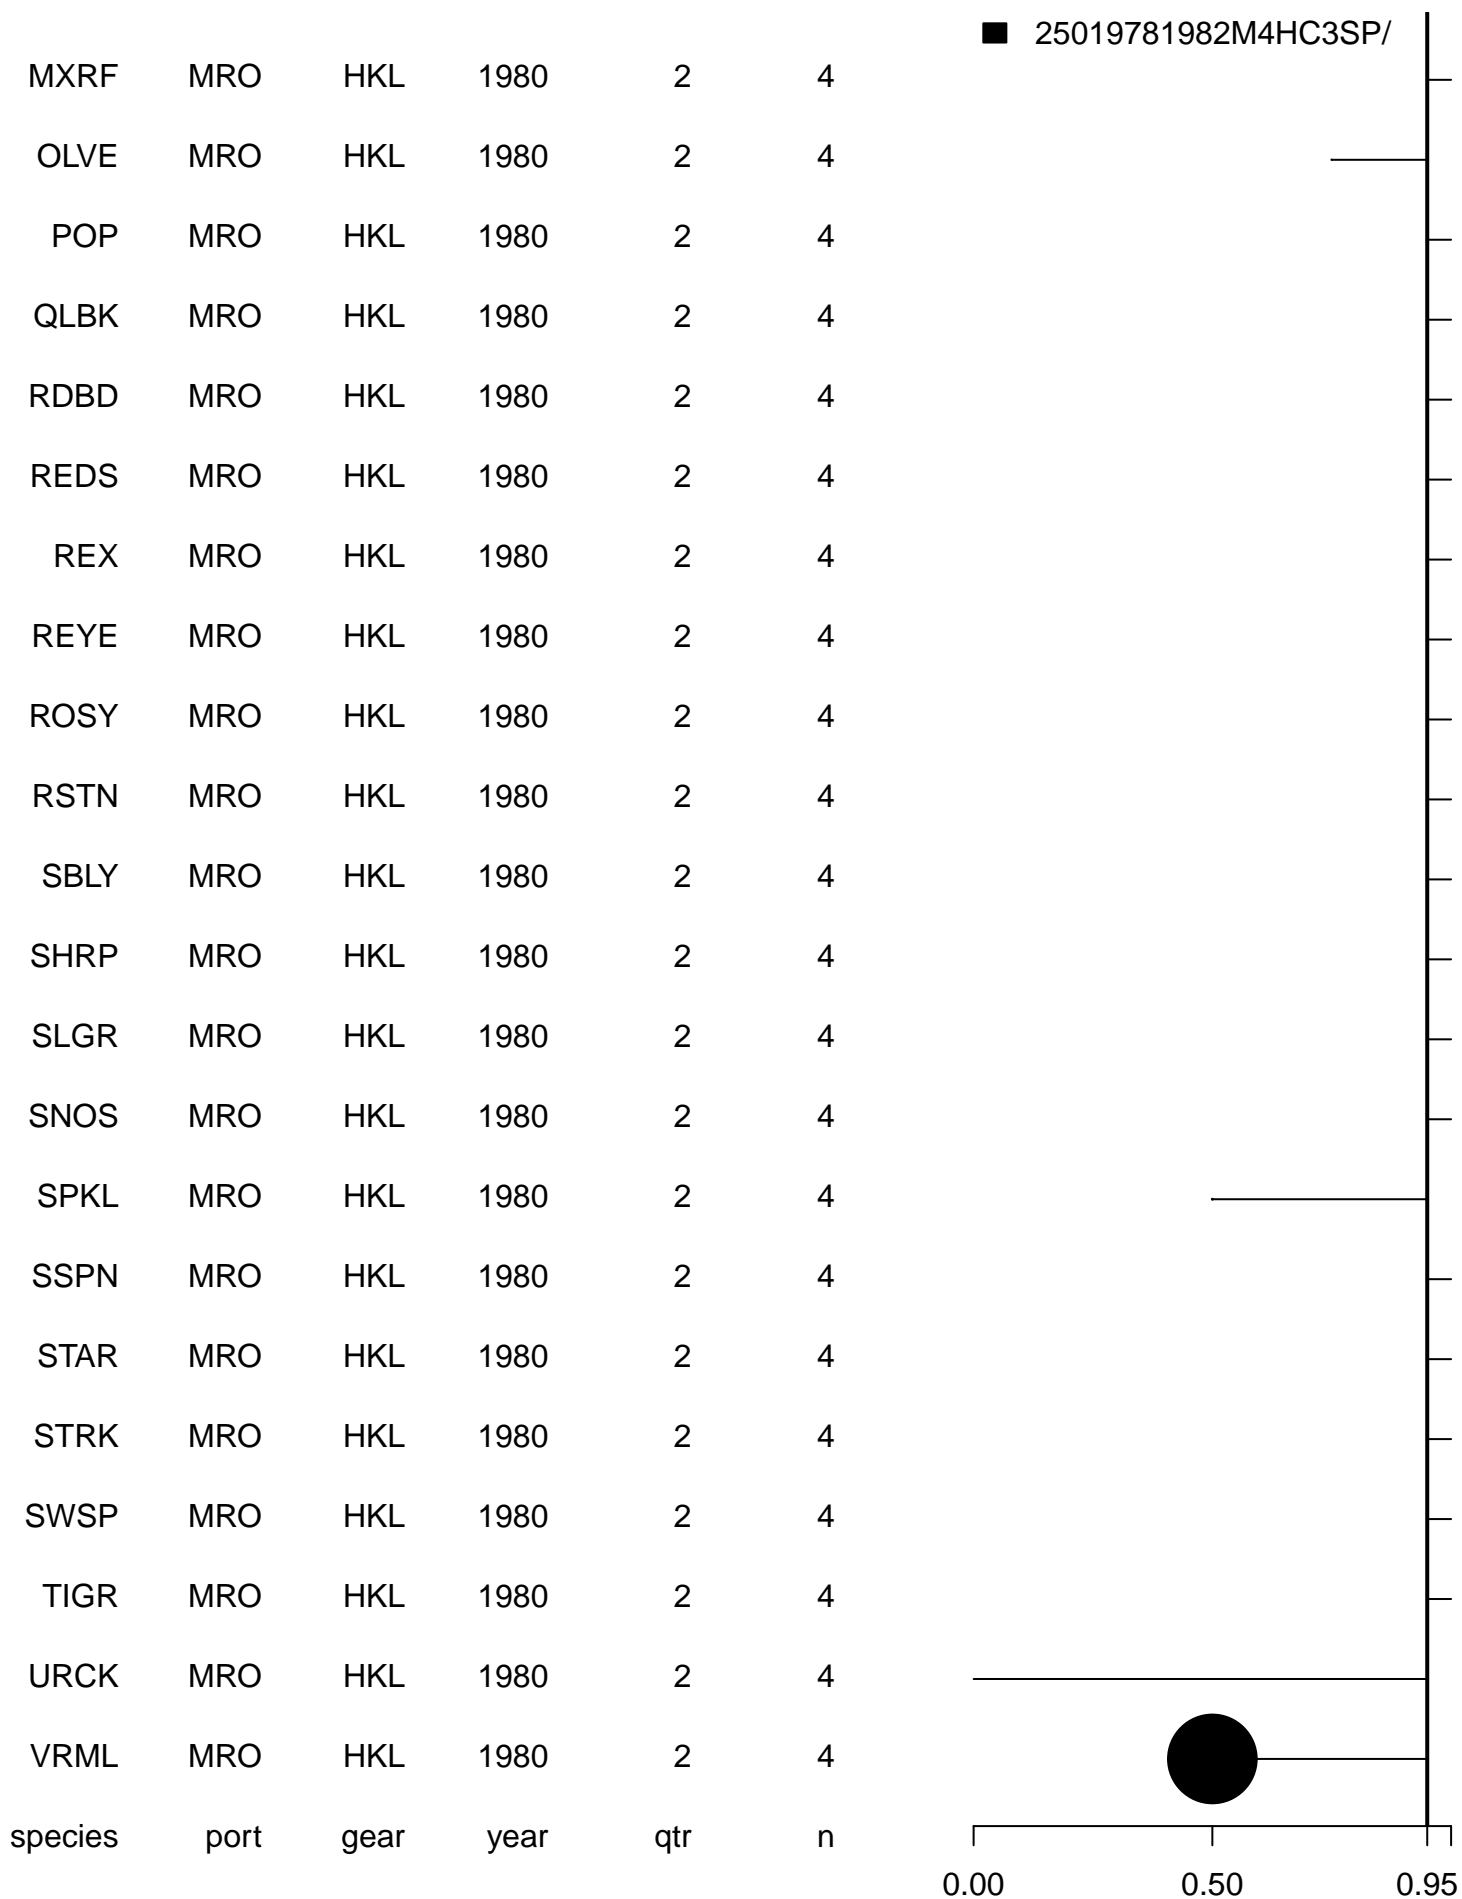 25019781982M4HC3SP/
MXRF MRO HKL 1980 2 4
OLVE MRO HKL 1980 2 4
POP MRO HKL 1980 2 4
QLBK MRO HKL 1980 2 4
RDBD MRO HKL 1980 2 4
REDS MRO HKL 1980 2 4
REX MRO HKL 1980 2 4
REYE MRO HKL 1980 2 4
ROSY MRO HKL 1980 2 4
RSTN MRO HKL 1980 2 4
SBLY MRO HKL 1980 2 4
SHRP MRO HKL 1980 2 4
SLGR MRO HKL 1980 2 4
SNOS MRO HKL 1980 2 4
SPKL MRO HKL 1980 2 4
SSPN MRO HKL 1980 2 4
STAR MRO HKL 1980 2 4
STRK MRO HKL 1980 2 4
SWSP MRO HKL 1980 2 4
TIGR MRO HKL 1980 2 4
URCK MRO HKL 1980 2 4
VRML MRO HKL 1980 2 4
species port gear year qtr n
0.00 0.50 0.95